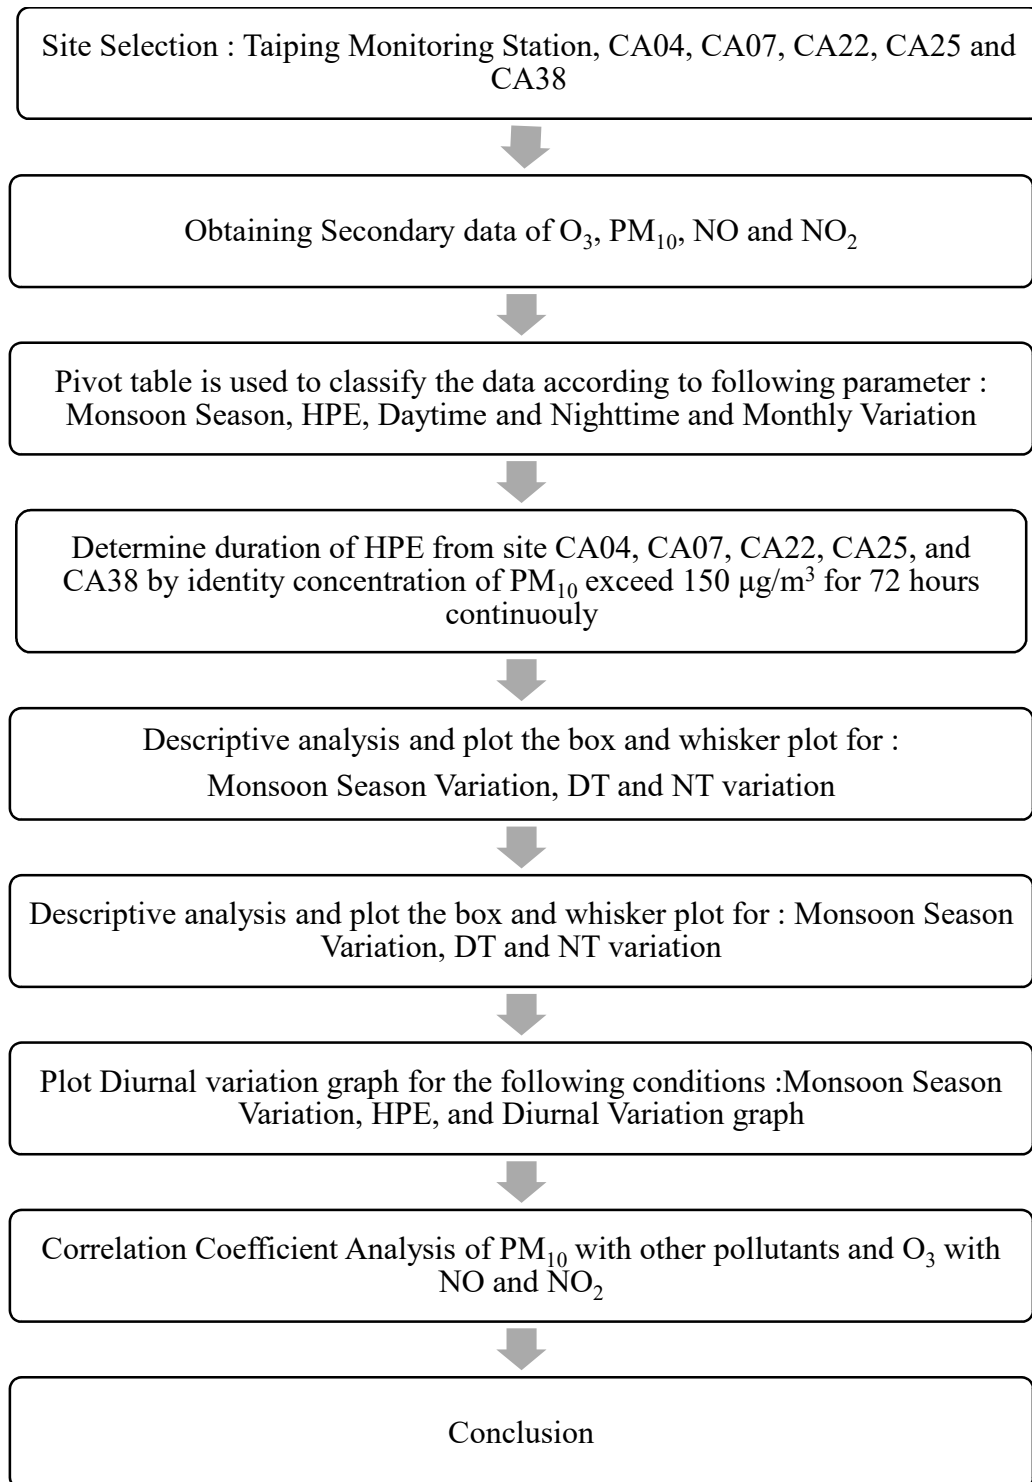 Site Selection : Taiping Monitoring Station, CA04, CA07, CA22, CA25 and
CA38
Obtaining Secondary data of O₃, PM₁₀, NO and NO₂
Pivot table is used to classify the data according to following parameter :
Monsoon Season, HPE, Daytime and Nighttime and Monthly Variation
Determine duration of HPE from site CA04, CA07, CA22, CA25, and
CA38 by identity concentration of PM₁₀ exceed 150 μg/m³ for 72 hours
continuouly
Descriptive analysis and plot the box and whisker plot for :
Monsoon Season Variation, DT and NT variation
Descriptive analysis and plot the box and whisker plot for : Monsoon Season
Variation, DT and NT variation
Plot Diurnal variation graph for the following conditions :Monsoon Season
Variation, HPE, and Diurnal Variation graph
Correlation Coefficient Analysis of PM₁₀ with other pollutants and O₃ with
NO and NO₂
Conclusion